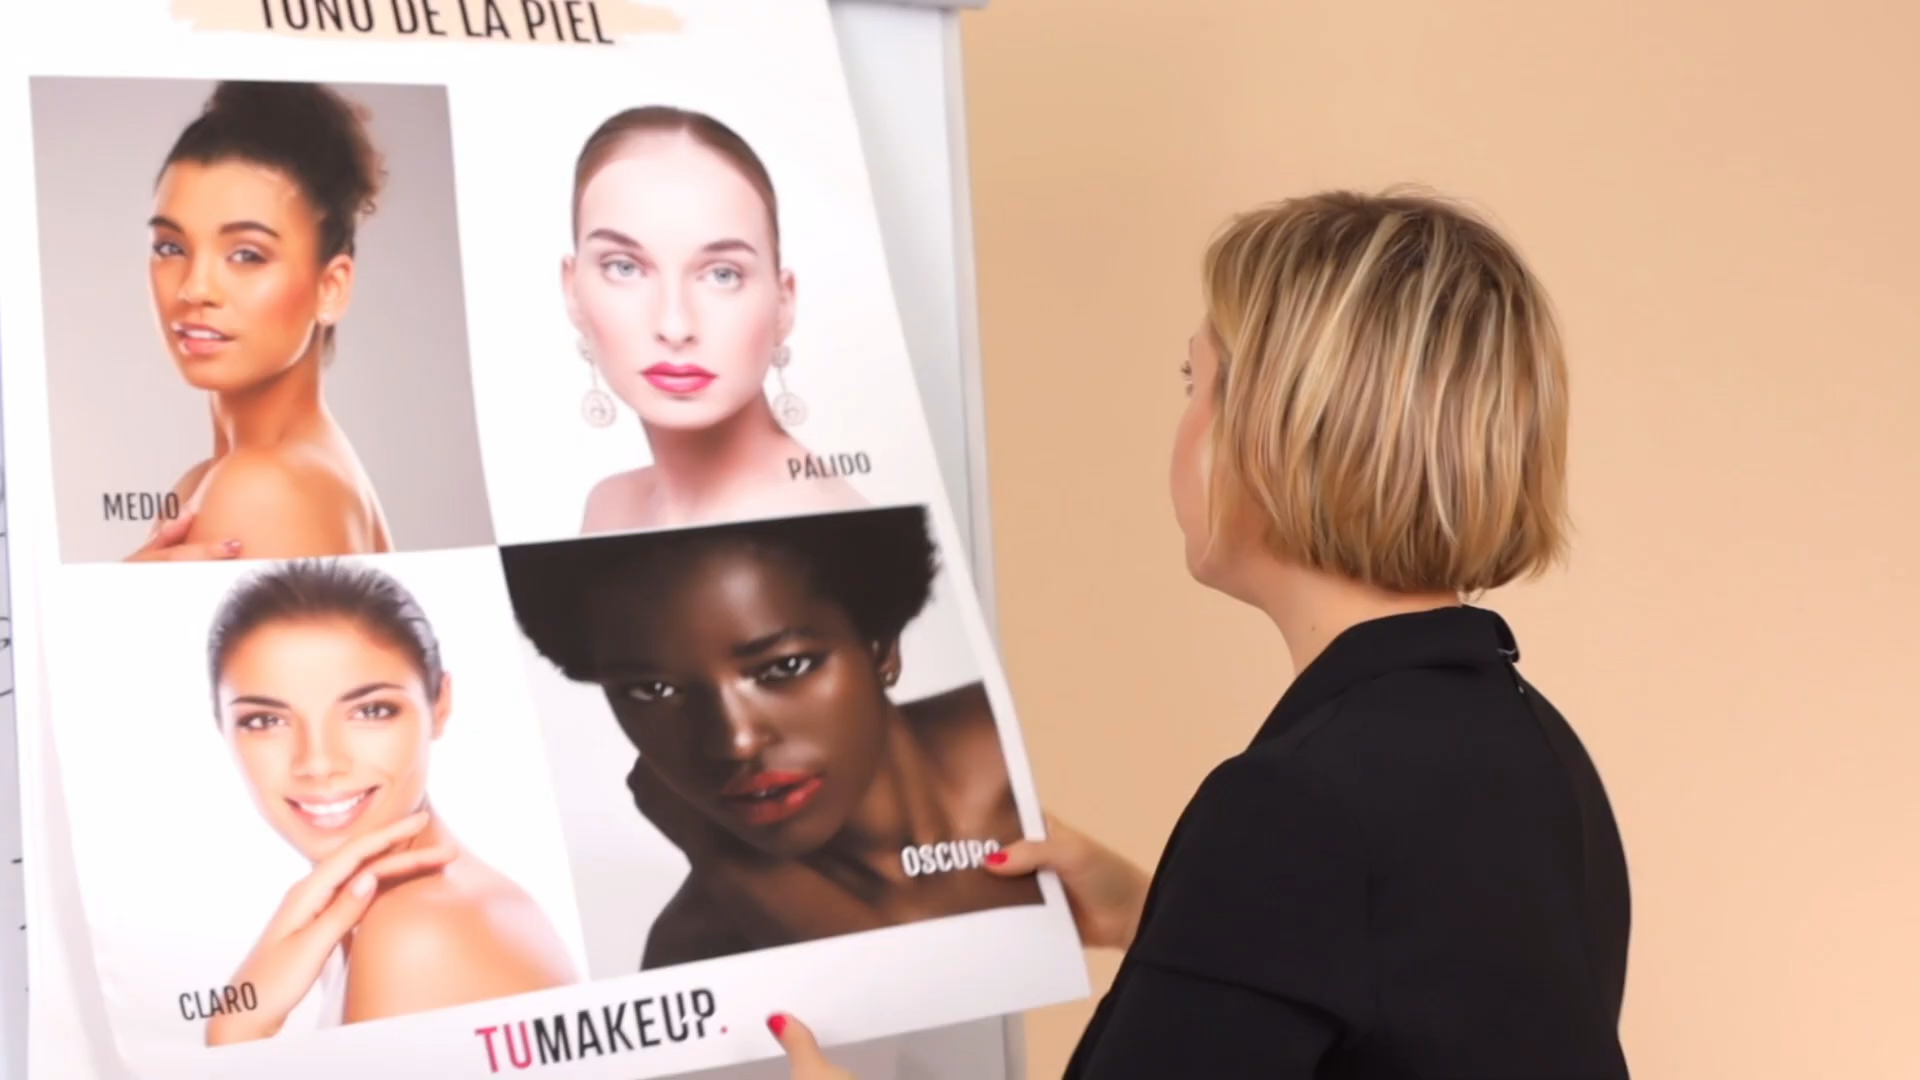 TONO DE LA PIEL
MEDIO
PÁLIDO
CLARO
OSCURO
TUMAKEUP.